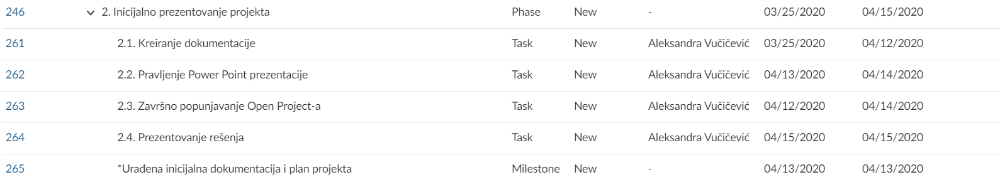 246 2. Inicijalno prezentovanje projekta Phase New - 03/25/2020 04/15/2020
261 2.1. Kreiranje dokumentacije Task New Aleksandra Vučičević 03/25/2020 04/12/2020
262 2.2. Pravljenje Power Point prezentacije Task New Aleksandra Vučičević 04/13/2020 04/14/2020
263 2.3. Završno popunjavanje Open Project-a Task New Aleksandra Vučičević 04/12/2020 04/14/2020
264 2.4. Prezentovanje rešenja Task New Aleksandra Vučičević 04/15/2020 04/15/2020
265 *Urađena inicijalna dokumentacija i plan projekta Milestone New - 04/13/2020 04/13/2020